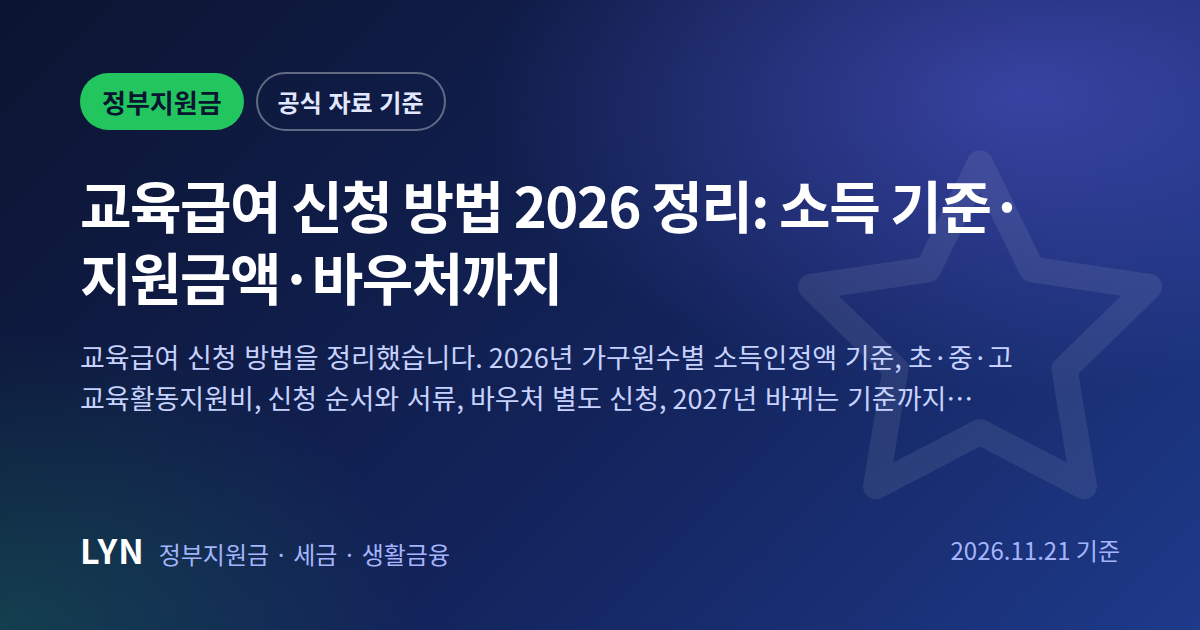 정부지원금 공식 자료 기준
교육급여 신청 방법 2026 정리: 소득 기준·
지원금액·바우처까지
교육급여 신청 방법을 정리했습니다. 2026년 가구원수별 소득인정액 기준, 초·중·고
교육활동지원비, 신청 순서와 서류, 바우처 별도 신청, 2027년 바뀌는 기준까지…
LYN 정부지원금 · 세금 · 생활금융 2026.11.21 기준